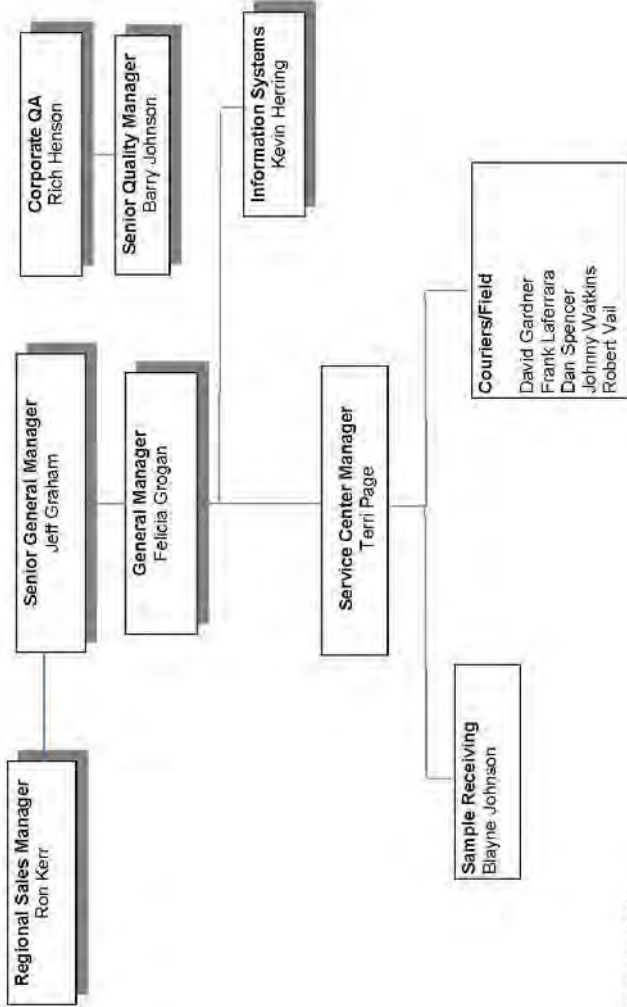 Regional Sales Manager
Ron Kerr
Senior General Manager
Jeff Graham
Corporate QA
Rich Henson
General Manager
Felicia Grogan
Senior Quality Manager
Barry Johnson
Information Systems
Kevin Herring
Service Center Manager
Terri Page
Sample Receiving
Blayne Johnson
Couriers/Field
David Gardner
Frank Laferrara
Dan Spencer
Johnny Watkins
Robert Vail